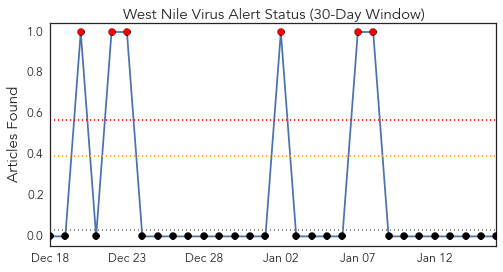 West Nile Virus Alert Status (30-Day Window)
Articles Found
1.0
0.8
0.6
0.4
0.2
0.0
Dec 18 Dec 23 Dec 28 Jan 02 Jan 07 Jan 12